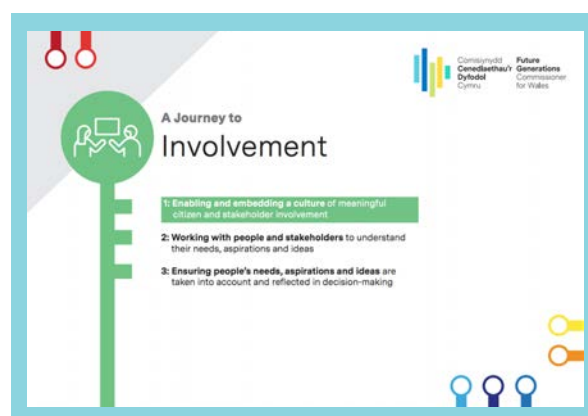 Comisiynydd
Cenedlaethau'r
Dyfodol
Cymru
Future
Generations
Commissioner
for Wales
A Journey to
Involvement
1: Enabling and embedding a culture of meaningful
citizen and stakeholder involvement
2: Working with people and stakeholders to understand
their needs, aspirations and ideas
3: Ensuring people's needs, aspirations and ideas are
taken into account and reflected in decision-making